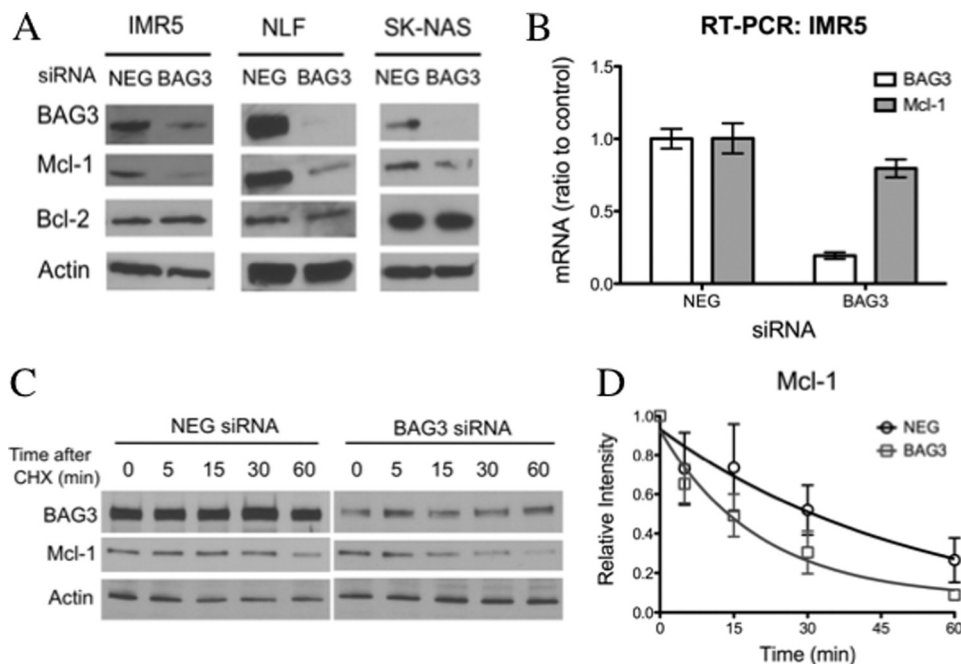 A
IMR5 NLF SK-NAS
siRNA NEG BAG3 NEG BAG3 NEG BAG3
BAG3
Mcl-1
Bcl-2
Actin
B
RT-PCR: IMR5
mRNA (ratio to control)
1.5
1.0
0.5
0.0
BAG3
Mcl-1
NEG BAG3
siRNA
C
NEG siRNA BAG3 siRNA
Time after
CHX (min)
0 5 15 30 60 0 5 15 30 60
BAG3
Mcl-1
Actin
D
Mcl-1
Relative Intensity
1.0
0.8
0.6
0.4
0.2
0.0
NEG
BAG3
0 15 30 45 60
Time (min)